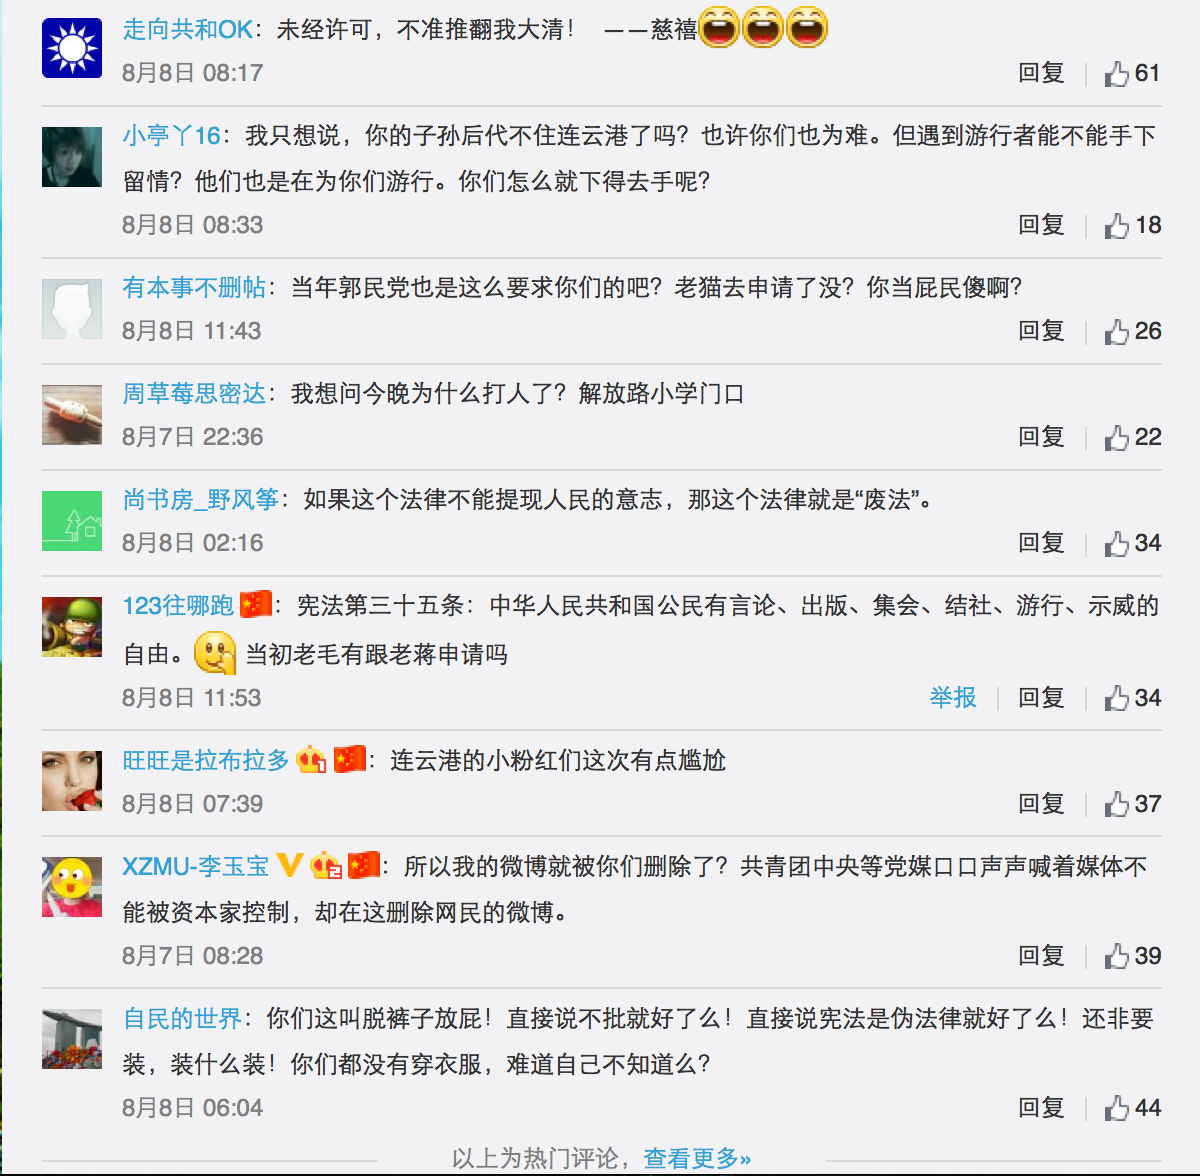 走向共和OK：未经许可，不准推翻我大清！ ——慈禧
8月8日 08:17 回复 61
小亭丫16：我只想说，你的子孙后代不住连云港了吗？也许你们也为难。但遇到游行者能不能手下
留情？他们也是在为你们游行。你们怎么就下得去手呢？
8月8日 08:33 回复 18
有本事不删帖：当年郭民党也是这么要求你们的吧？老猫去申请了没？你当屁民傻啊？
8月8日 11:43 回复 26
周草莓思密达：我想问今晚为什么打人了？解放路小学门口
8月7日 22:36 回复 22
尚书房_野风筝：如果这个法律不能提现人民的意志，那这个法律就是“废法”。
8月8日 02:16 回复 34
123往哪跑：宪法第三十五条：中华人民共和国公民有言论、出版、集会、结社、游行、示威的
自由。当初老毛有跟老蒋申请吗
8月8日 11:53 举报 回复 34
旺旺是拉布拉多：连云港的小粉红们这次有点尴尬
8月8日 07:39 回复 37
XZMU-李玉宝：所以我的微博就被你们删除了？共青团中央等党媒口口声声喊着媒体不
能被资本家控制，却在这删除网民的微博。
8月7日 08:28 回复 39
自民的世界：你们这叫脱裤子放屁！直接说不批就好了么！直接说宪法是伪法律就好了么！还非要
装，装什么装！你们都没有穿衣服，难道自己不知道么？
8月8日 06:04 回复 44
以上为热门评论，查看更多»